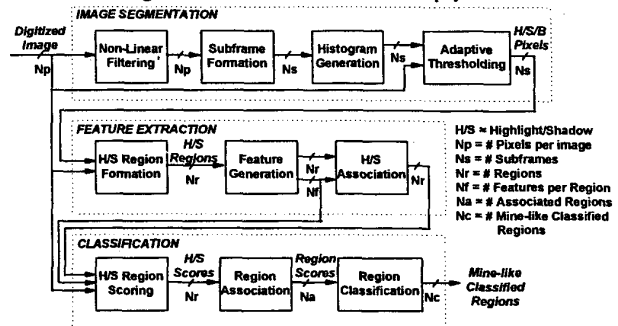 IMAGE SEGMENTATION
Digitized
Image
Np
Non-Linear
Filtering
Np
Subframe
Formation
Ns
Histogram
Generation
Ns
Adaptive
Thresholding
H/S/B
Pixels
Ns
FEATURE EXTRACTION
H/S Region
Formation
H/S
Regions
Nr
Feature
Generation
Nr
Nf
H/S
Association
Nr
H/S = Highlight/Shadow
Np = # Pixels per image
Ns = # Subframes
Nr = # Regions
Nf = # Features per Region
Na = # Associated Regions
Nc = # Mine-like Classified
Regions
CLASSIFICATION
H/S Region
Scoring
H/S
Scores
Nr
Region
Association
Region
Scores
Na
Region
Classification
Nc
Mine-like
Classified
Regions